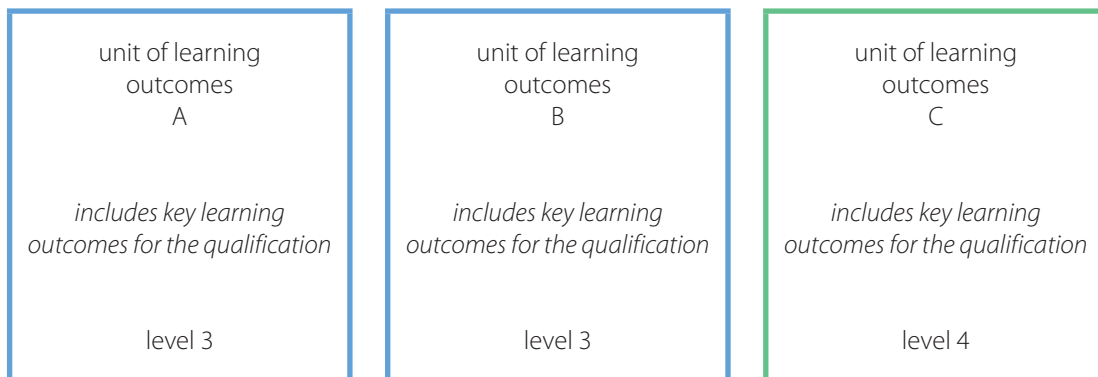 unit of learning
outcomes
A
includes key learning
outcomes for the qualification
level 3
unit of learning
outcomes
B
includes key learning
outcomes for the qualification
level 3
unit of learning
outcomes
C
includes key learning
outcomes for the qualification
level 4